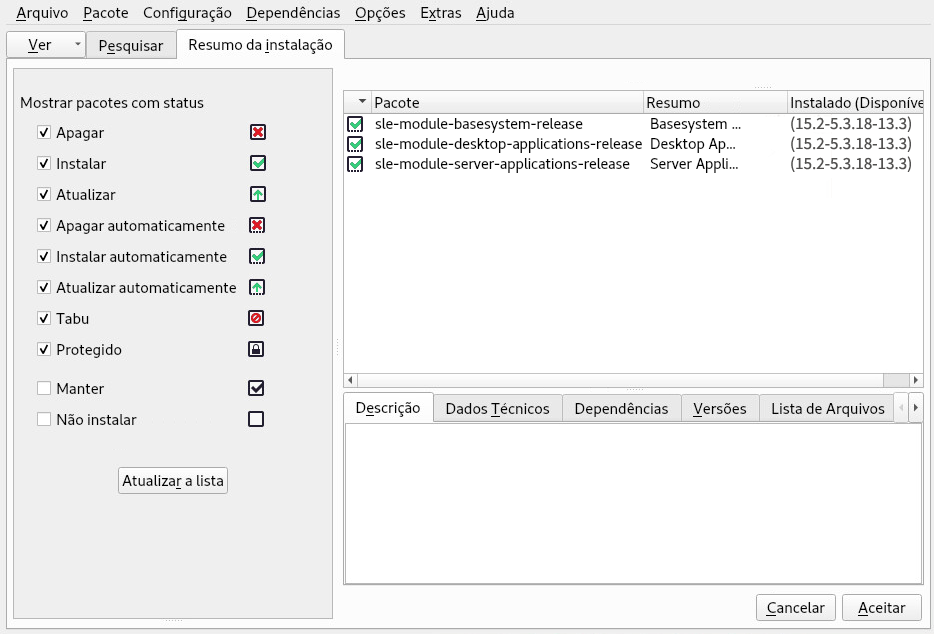 Arquivo Pacote Configuração Dependências Opções Extras Ajuda
Ver Pesquisar Resumo da instalação
Mostrar pacotes com status
Apagar
Instalar
Atualizar
Apagar automaticamente
Instalar automaticamente
Atualizar automaticamente
Tabu
Protegido
Manter
Não instalar
Atualizar a lista
Pacote Resumo Instalado (Disponíve
sle-module-basesystem-release Basesystem ... (15.2-5.3.18-13.3)
sle-module-desktop-applications-release Desktop Ap... (15.2-5.3.18-13.3)
sle-module-server-applications-release Server Appli... (15.2-5.3.18-13.3)
Descrição Dados Técnicos Dependências Versões Lista de Arquivos
Cancelar Aceitar